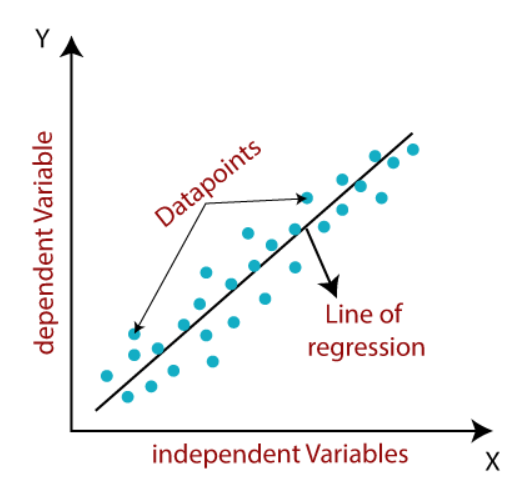 Y
dependent Variable
Datapoints
Line of
regression
independent Variables
X